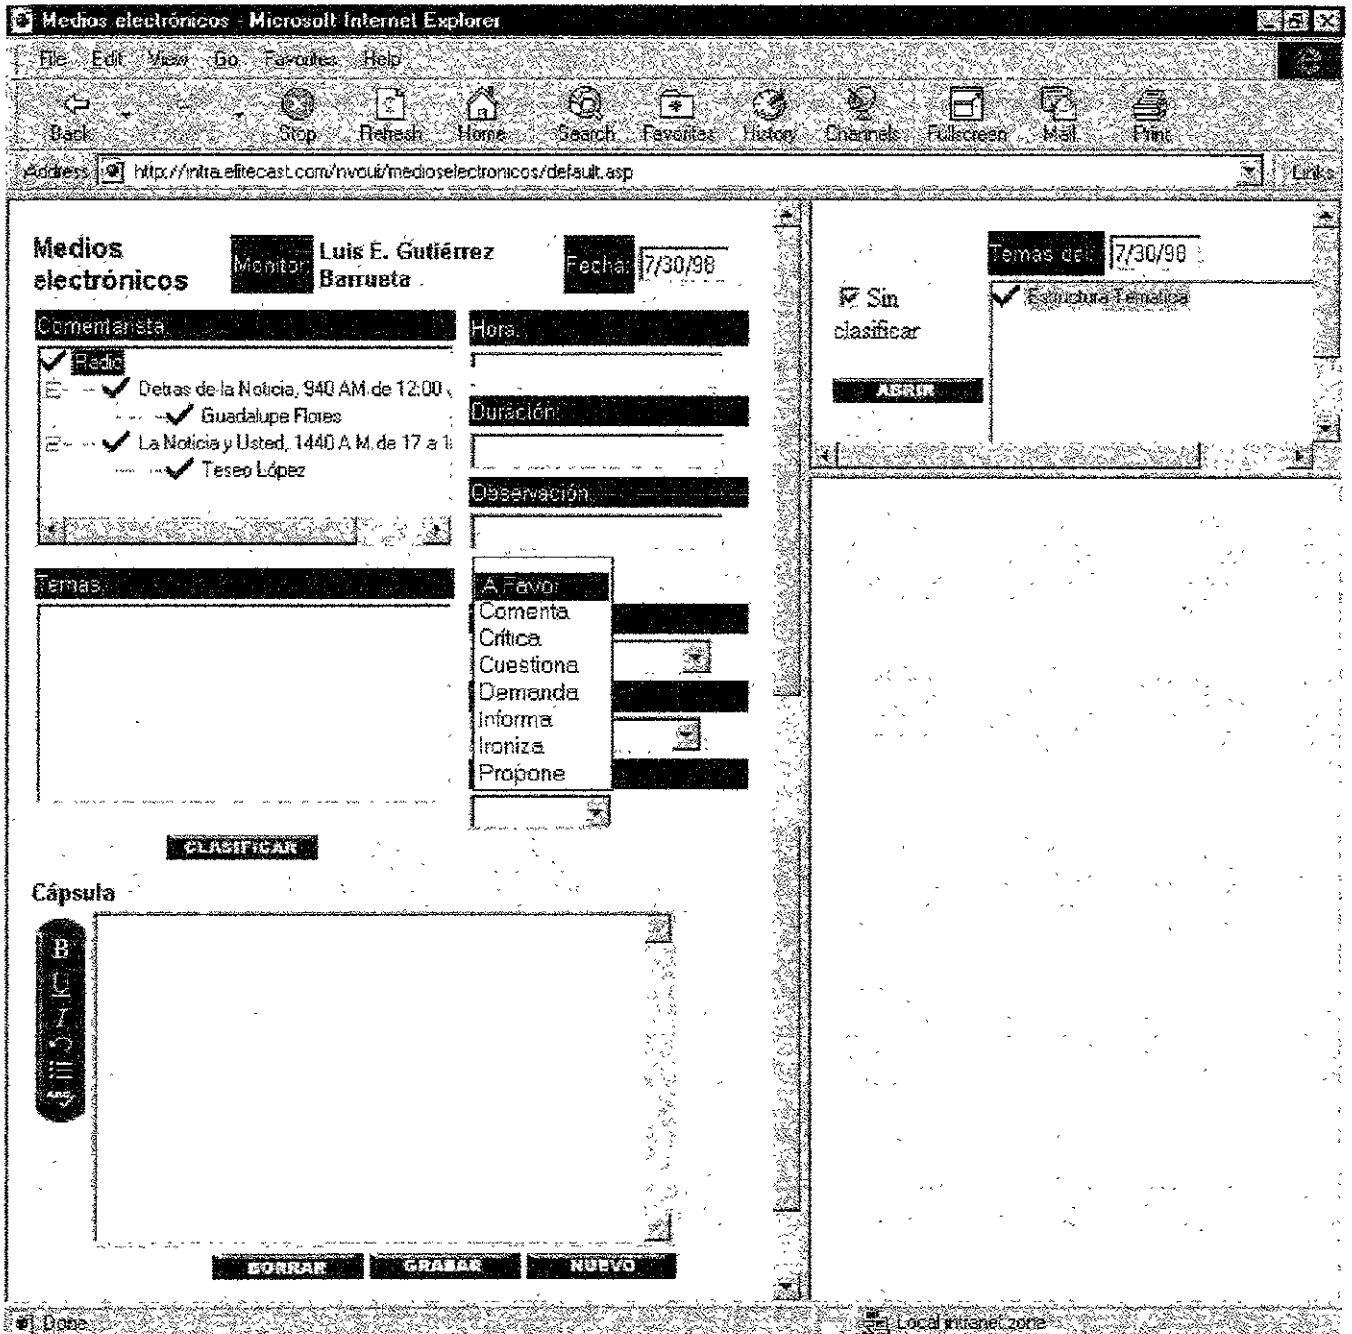 Medios electrónicos - Microsoft Internet Explorer
File Edit View Go Favorites Help
Back Stop Refresh Home Search Favorites History Channels Fullscreen Mail Print
Address http://intra.elitecast.com/nvoui/medioselectronicos/default.asp Links
Medios electrónicos
Monitor: Luis E. Gutiérrez Barrueta
Fecha: 7/30/98
Comentarista:
Radio
Detras de la Noticia, 940 AM de 12:00
Guadalupe Flores
La Noticia y Usted, 1440 A.M. de 17 a 1
Teseo López
Hora:
Duración:
Observación:
Temas:
A Favor
Comenta
Crítica
Cuestiona
Demanda
Informa
Ironiza
Propone
CLASIFICAR
Cápsula
B
U
I
ABC
BORRAR GRABAR NUEVO
Temas de: 7/30/98
Sin clasificar
Estructura Tematica
ABRIR
Done
Local intranet zone